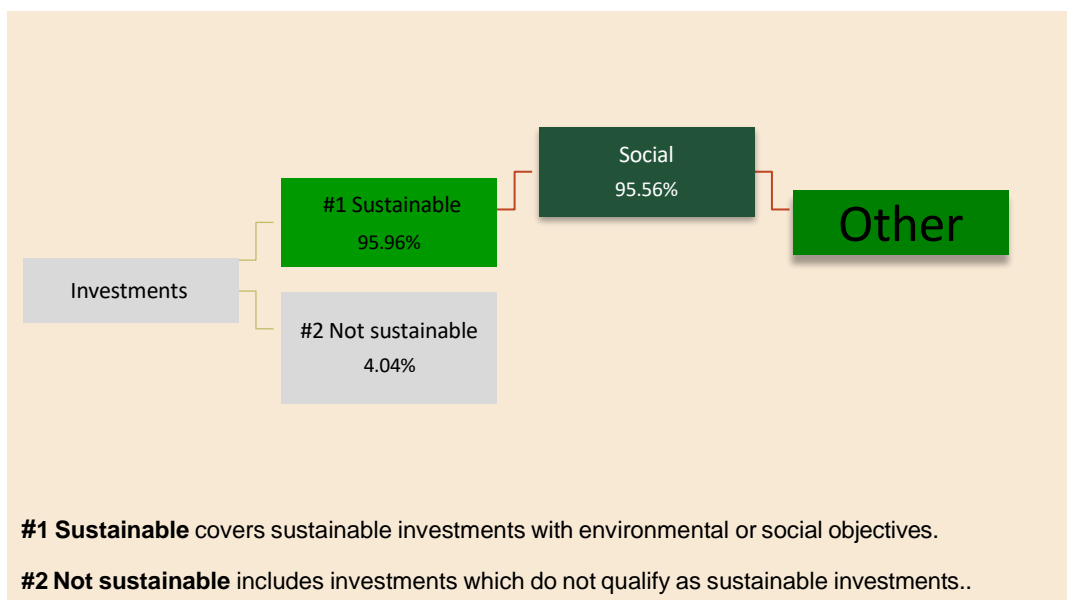 Social
95.56%
Other
#1 Sustainable
95.96%
Investments
#2 Not sustainable
4.04%
#1 Sustainable covers sustainable investments with environmental or social objectives.
#2 Not sustainable includes investments which do not qualify as sustainable investments..